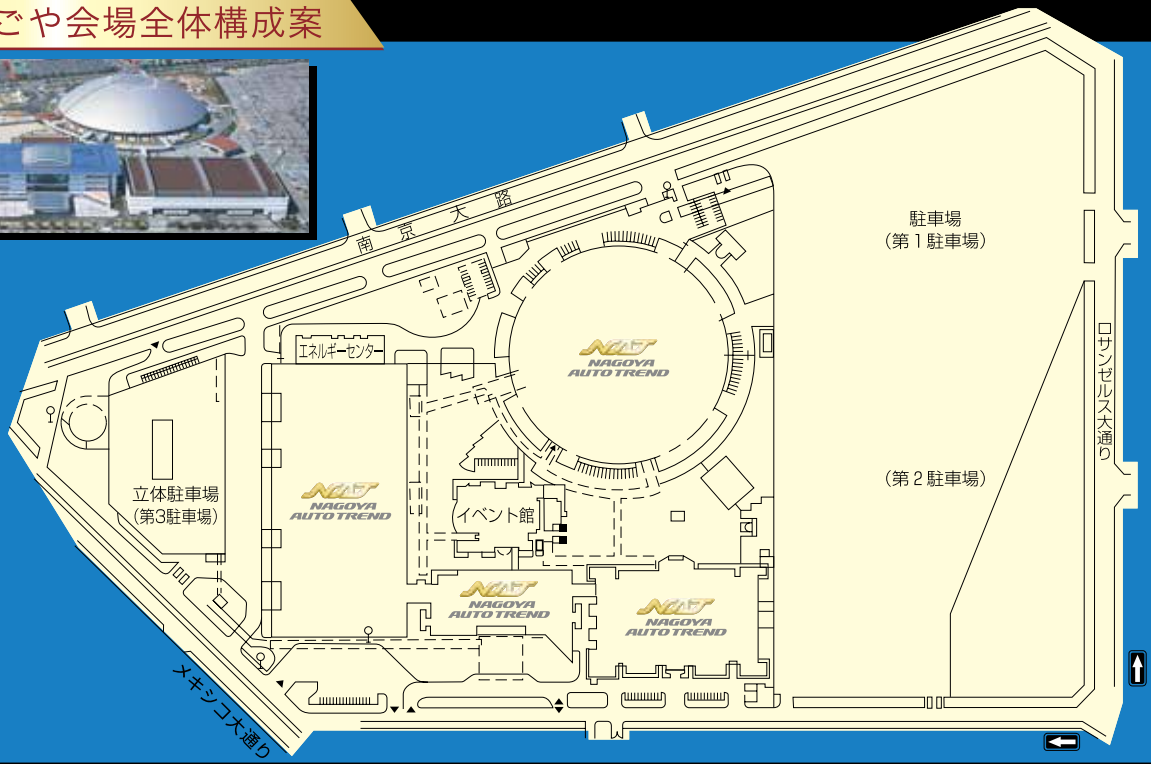 ごや会場全体構成案
南京大路
駐車場
（第１駐車場）
エネルギーセンター
NAT
NAGOYA
AUTO TREND
ロサンゼルス大通り
（第２駐車場）
立体駐車場
（第3駐車場）
NAT
NAGOYA
AUTO TREND
イベント館
NAT
NAGOYA
AUTO TREND
NAT
NAGOYA
AUTO TREND
メキシコ大通り